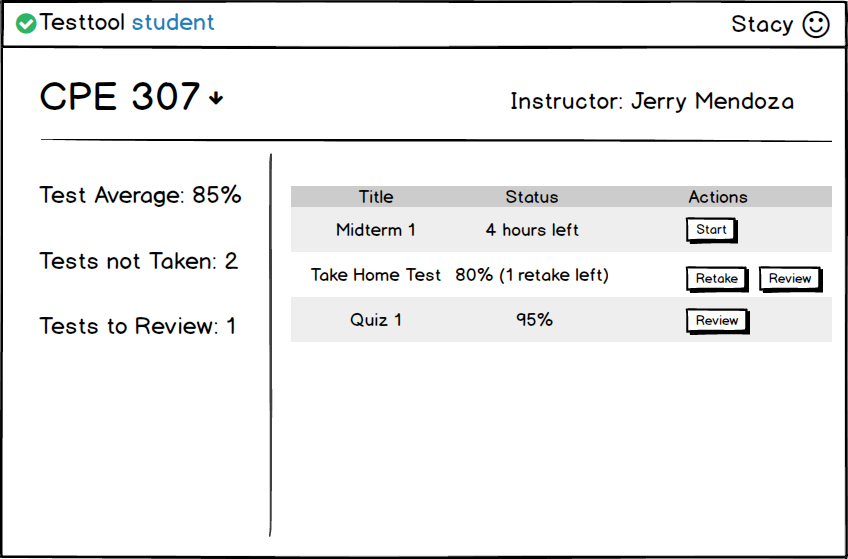 Testtool student
Stacy
CPE 307
Instructor: Jerry Mendoza
Test Average: 85%
Tests not Taken: 2
Tests to Review: 1
Title Status Actions
Midterm 1 4 hours left Start
Take Home Test 80% (1 retake left) Retake Review
Quiz 1 95% Review